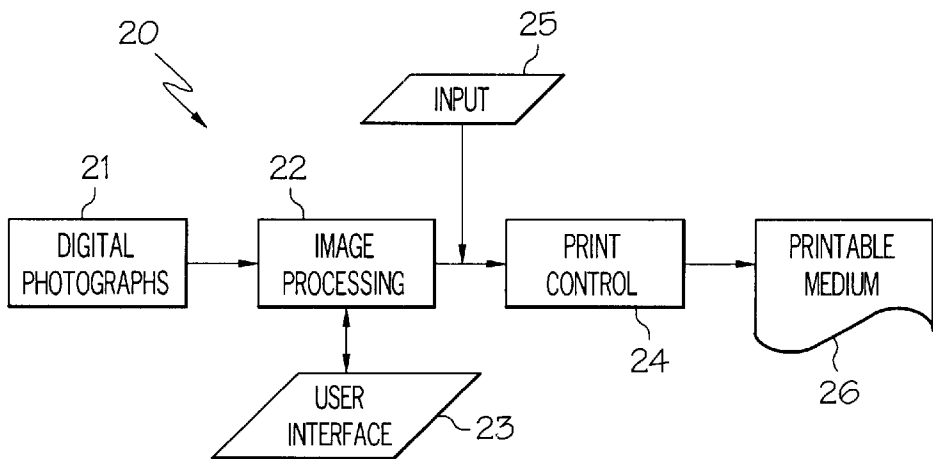 20
25
INPUT
21
22
DIGITAL
PHOTOGRAPHS
IMAGE
PROCESSING
PRINT
CONTROL
PRINTABLE
MEDIUM
24
26
USER
INTERFACE
23